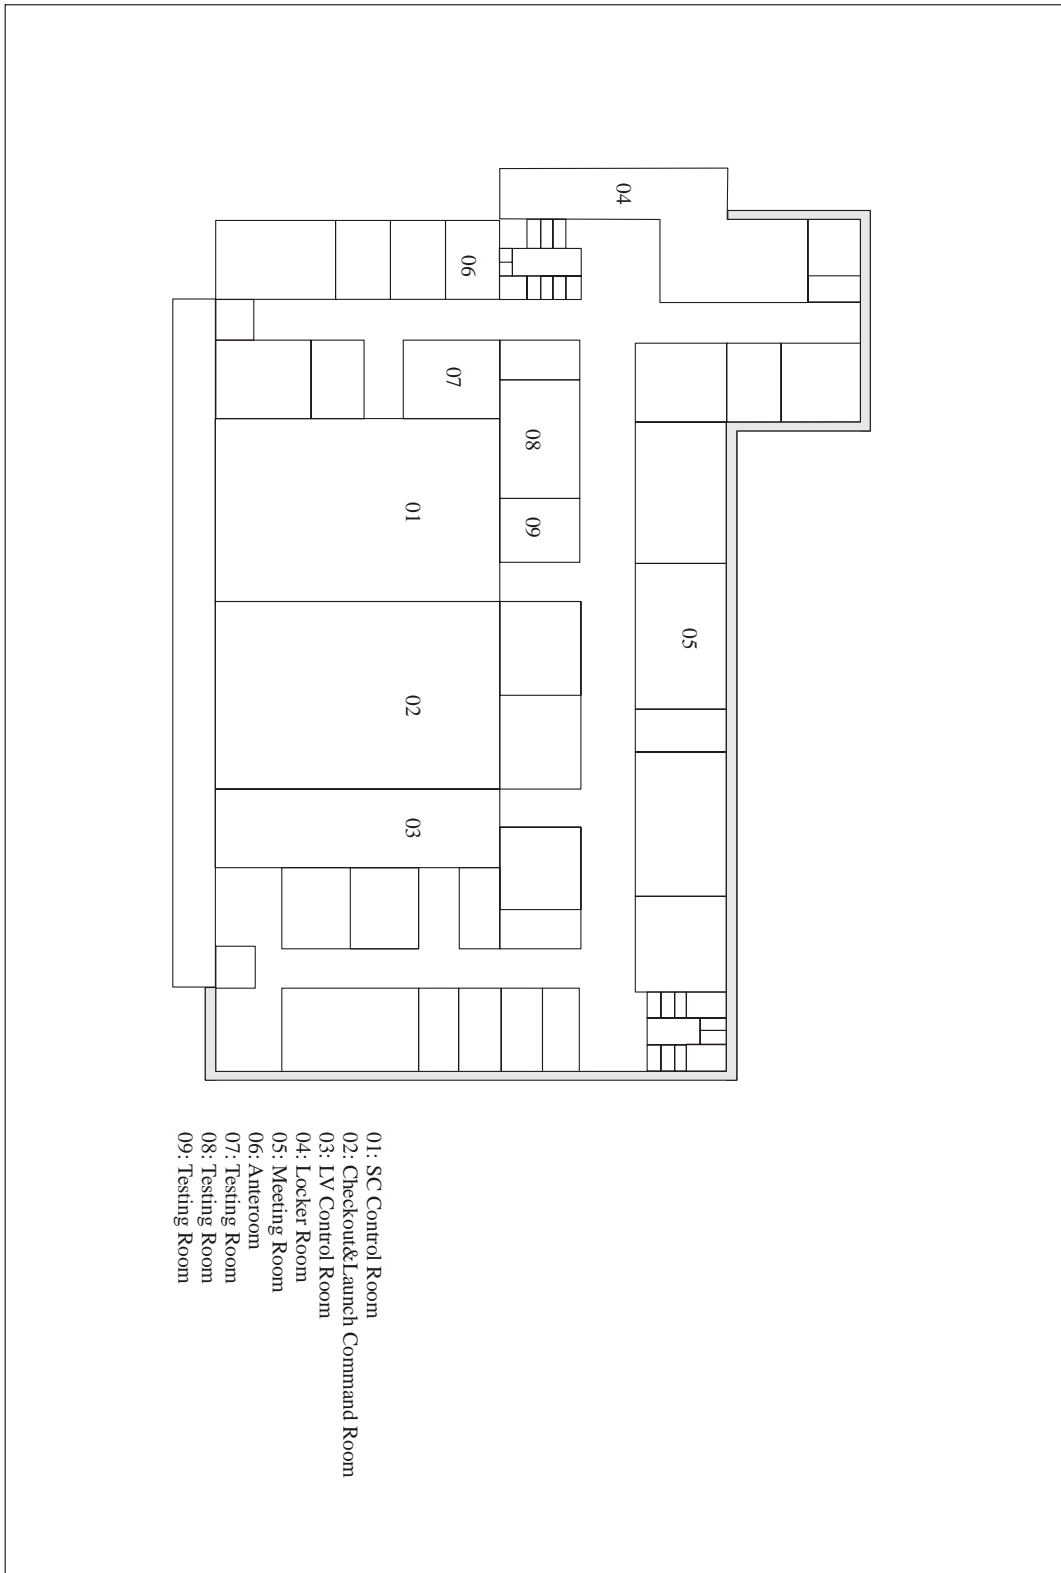 04
06
07
08
01
09
05
02
03
01: SC Control Room
02: Checkout&Launch Command Room
03: LV Control Room
04: Locker Room
05: Meeting Room
06: Anteroom
07: Testing Room
08: Testing Room
09: Testing Room